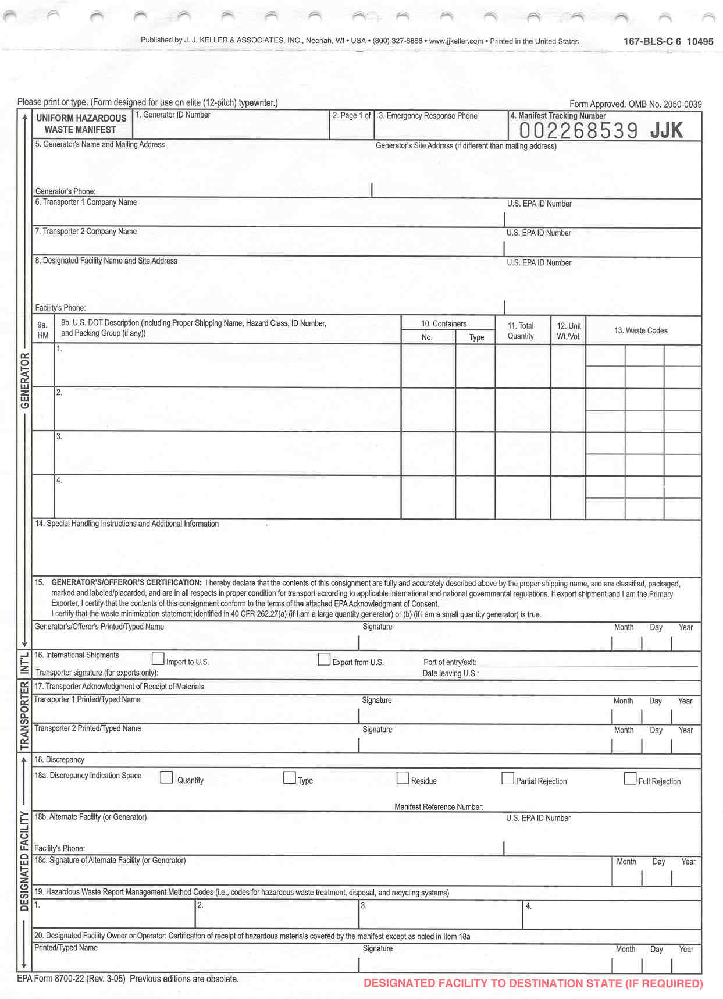 Published by J. J. KELLER & ASSOCIATES, INC., Neenah, WI • USA • (800) 327-6868 • www.jjkeller.com • Printed in the United States
167-BLS-C 6 10495
Please print or type. (Form designed for use on elite (12-pitch) typewriter.)
Form Approved. OMB No. 2050-0039
UNIFORM HAZARDOUS
WASTE MANIFEST
1. Generator ID Number
2. Page 1 of
3. Emergency Response Phone
4. Manifest Tracking Number
002268539 JJK
5. Generator's Name and Mailing Address
Generator's Site Address (if different than mailing address)
Generator's Phone:
6. Transporter 1 Company Name
U.S. EPA ID Number
7. Transporter 2 Company Name
U.S. EPA ID Number
8. Designated Facility Name and Site Address
U.S. EPA ID Number
Facility's Phone:
9a.
HM
9b. U.S. DOT Description (including Proper Shipping Name, Hazard Class, ID Number,
and Packing Group (if any))
10. Containers
No.
Type
11. Total
Quantity
12. Unit
Wt./Vol.
13. Waste Codes
GENERATOR
1.
2.
3.
4.
14. Special Handling Instructions and Additional Information
15. GENERATOR'S/OFFEROR'S CERTIFICATION: I hereby declare that the contents of this consignment are fully and accurately described above by the proper shipping name, and are classified, packaged,
marked and labeled/placarded, and are in all respects in proper condition for transport according to applicable international and national governmental regulations. If export shipment and I am the Primary
Exporter, I certify that the contents of this consignment conform to the terms of the attached EPA Acknowledgment of Consent.
I certify that the waste minimization statement identified in 40 CFR 262.27(a) (if I am a large quantity generator) or (b) (if I am a small quantity generator) is true.
Generator's/Offeror's Printed/Typed Name
Signature
Month Day Year
INT'L
16. International Shipments
Import to U.S.
Export from U.S.
Port of entry/exit:
Transporter signature (for exports only):
Date leaving U.S.:
TRANSPORTER
17. Transporter Acknowledgment of Receipt of Materials
Transporter 1 Printed/Typed Name
Signature
Month Day Year
Transporter 2 Printed/Typed Name
Signature
Month Day Year
DESIGNATED FACILITY
18. Discrepancy
18a. Discrepancy Indication Space
Quantity
Type
Residue
Partial Rejection
Full Rejection
Manifest Reference Number:
18b. Alternate Facility (or Generator)
U.S. EPA ID Number
Facility's Phone:
18c. Signature of Alternate Facility (or Generator)
Month Day Year
19. Hazardous Waste Report Management Method Codes (i.e., codes for hazardous waste treatment, disposal, and recycling systems)
1.
2.
3.
4.
20. Designated Facility Owner or Operator: Certification of receipt of hazardous materials covered by the manifest except as noted in Item 18a
Printed/Typed Name
Signature
Month Day Year
EPA Form 8700-22 (Rev. 3-05) Previous editions are obsolete.
DESIGNATED FACILITY TO DESTINATION STATE (IF REQUIRED)